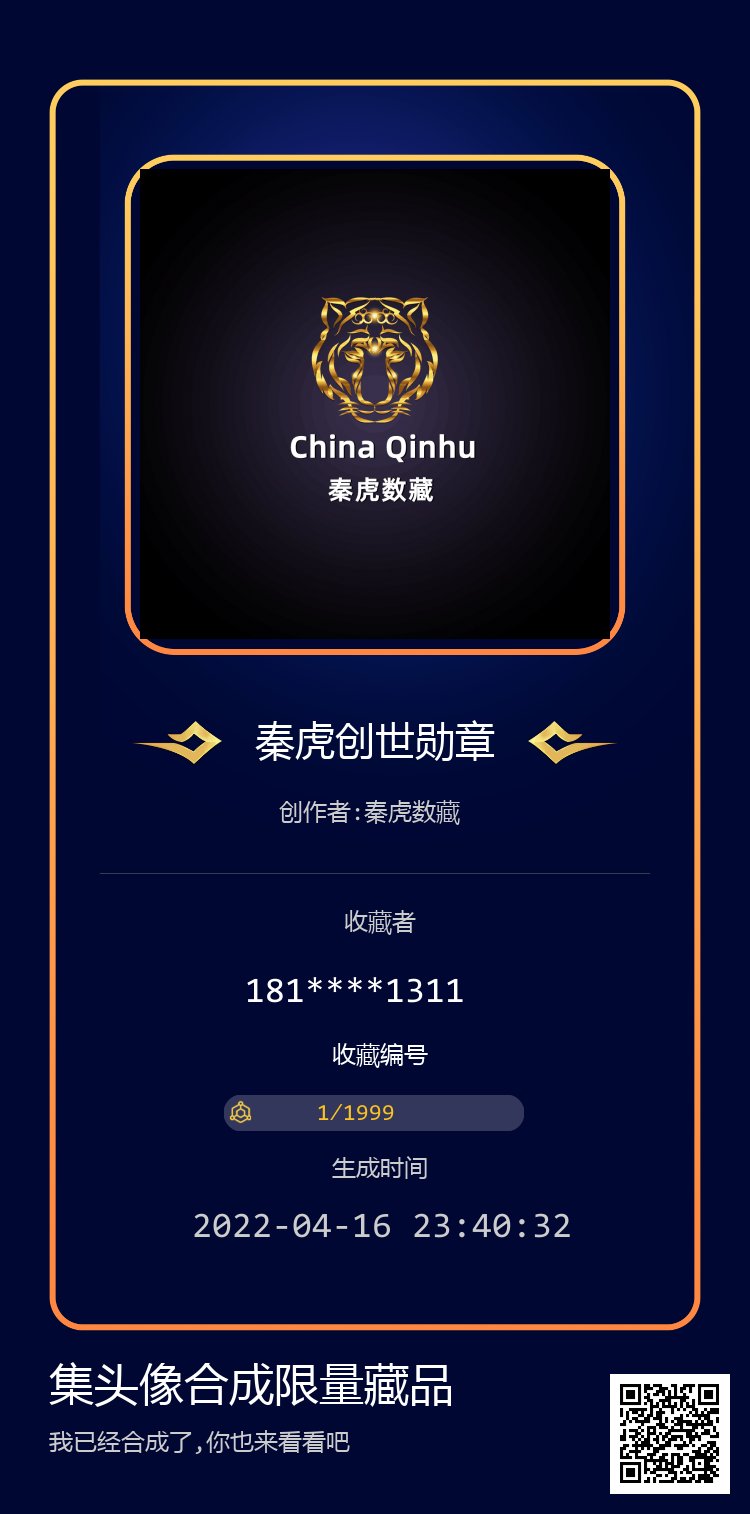 China Qinhu
秦虎数藏
秦虎创世勋章
创作者:秦虎数藏
收藏者
181****1311
收藏编号
1/1999
生成时间
2022-04-16 23:40:32
集头像合成限量藏品
我已经合成了,你也来看看吧